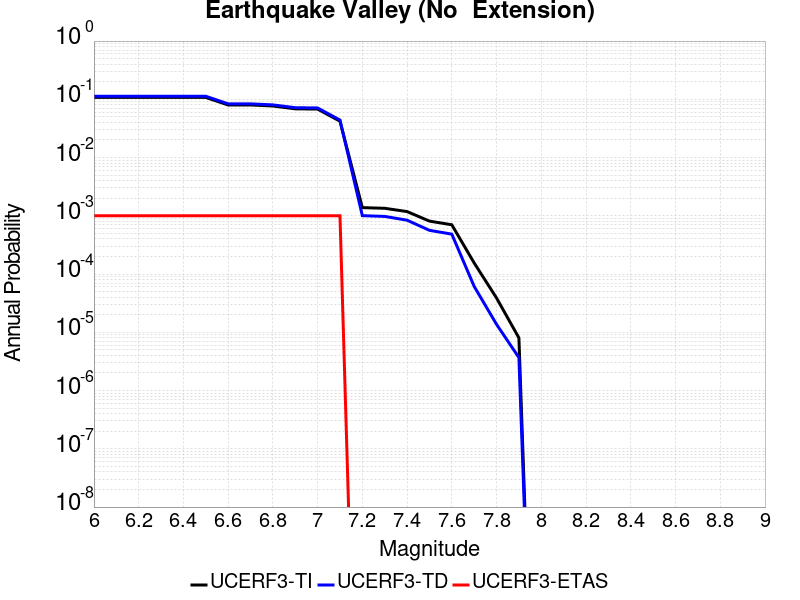 Earthquake Valley (No  Extension)
10^0
10^-1
10^-2
10^-3
10^-4
10^-5
10^-6
10^-7
10^-8
Annual Probability
6 6.2 6.4 6.6 6.8 7 7.2 7.4 7.6 7.8 8 8.2 8.4 8.6 8.8 9
Magnitude
UCERF3-TI UCERF3-TD UCERF3-ETAS